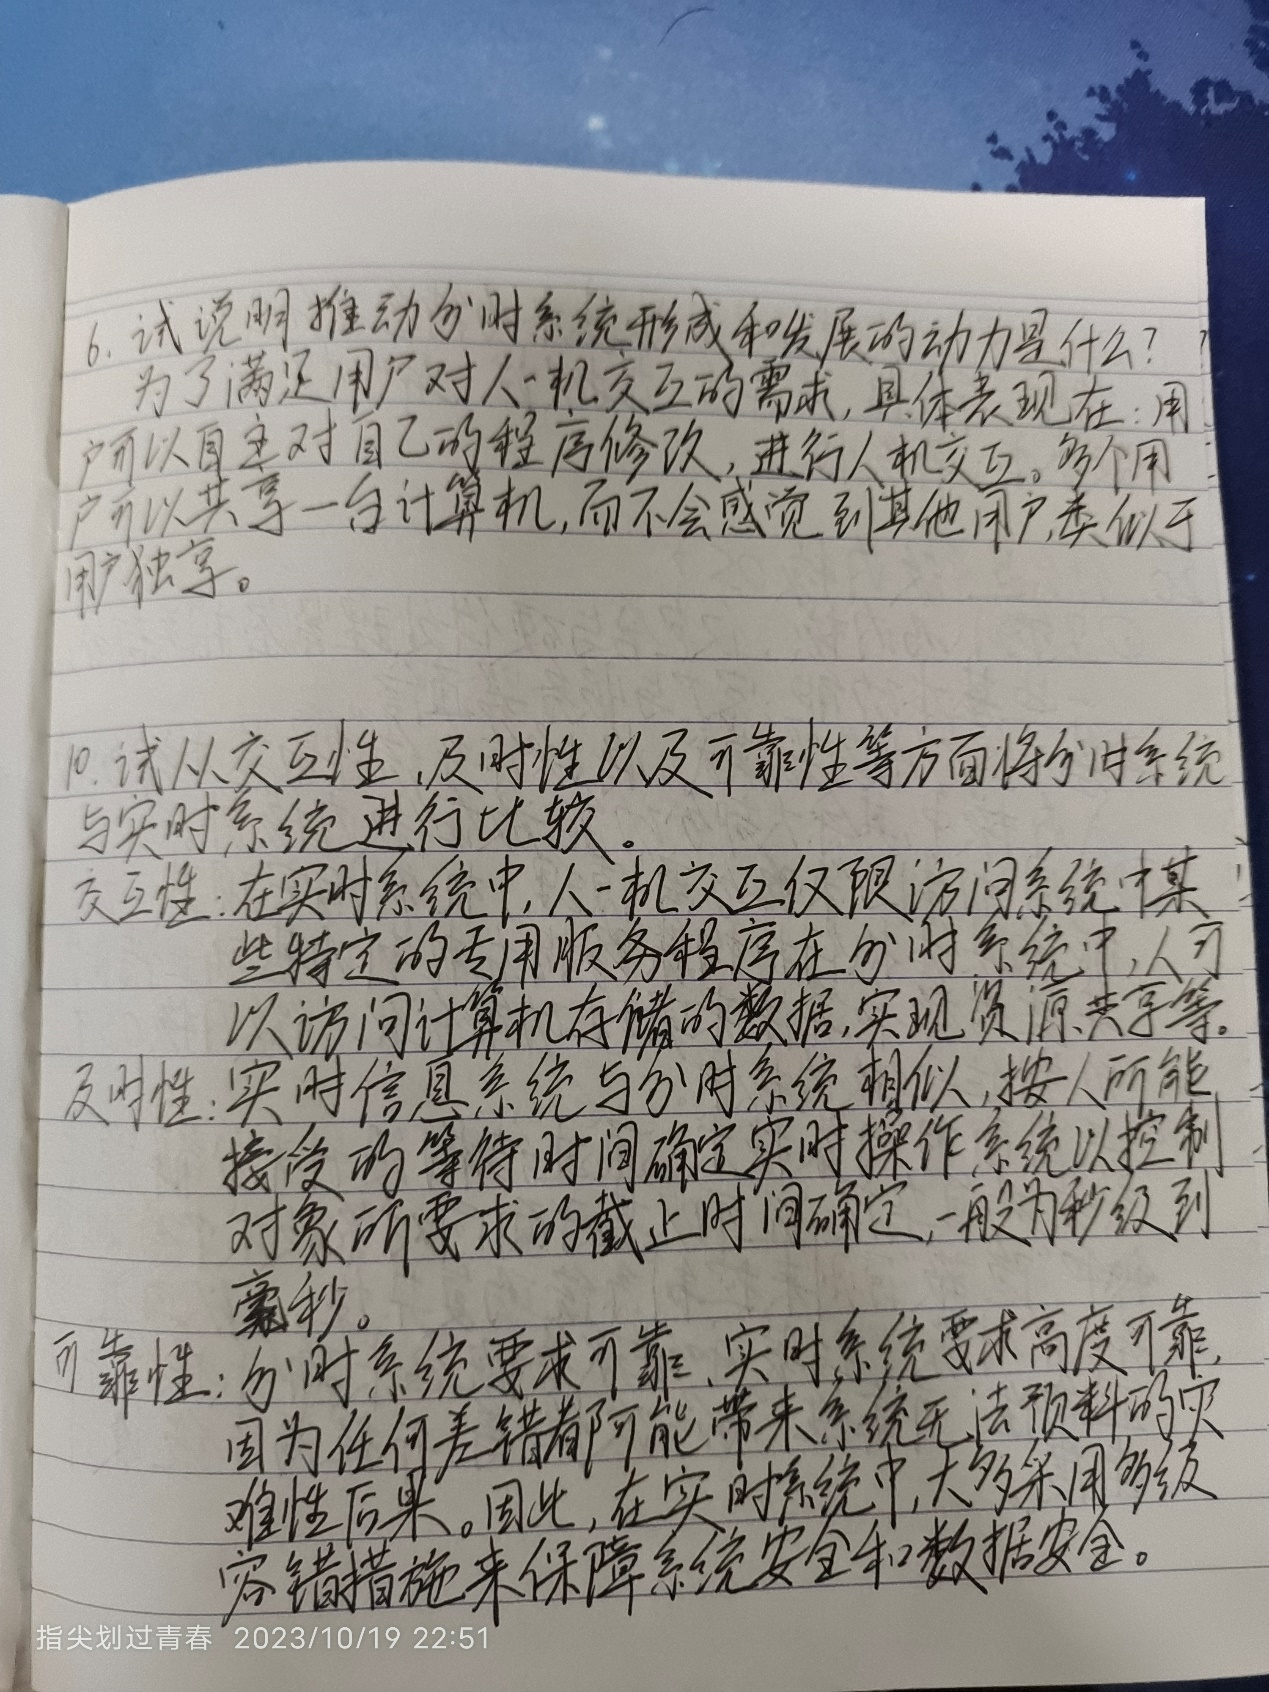 6. 试说明推动分时系统形成和发展的动力是什么?
为了满足用户对人-机交互的需求,具体表现在:用
户可以自主对自己的程序修改,进行人机交互。多个用
户可以共享一台计算机,而不会感觉到其他用户,类似于
用户独享。
10. 试从交互性、及时性以及可靠性等方面将分时系统
与实时系统进行比较。
交互性:在实时系统中,人-机交互仅限访问系统中某
些特定的专用服务程序在分时系统中,人可
以访问计算机存储的数据,实现资源共享等。
及时性:实时信息系统与分时系统相似,按人所能
接受的等待时间确定实时操作系统以控制
对象所要求的截止时间确定,一般为秒级到
毫秒。
可靠性:分时系统要求可靠、实时系统要求高度可靠,
因为任何差错都可能带来系统无法预料的灾
难性后果。因此,在实时系统中,大多采用多级
容错措施来保障系统安全和数据安全。
指尖划过青春 2023/10/19 22:51